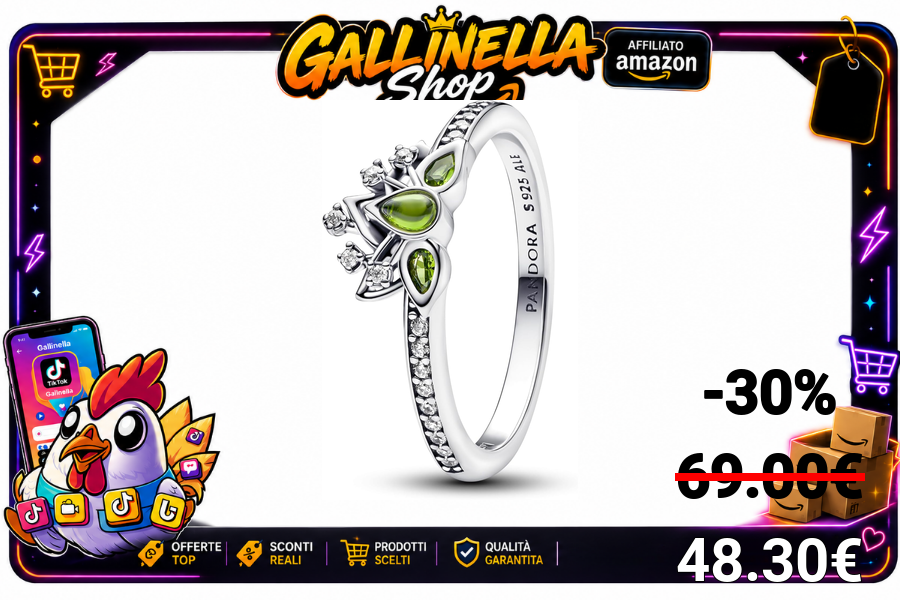 GALLINELLA
Shop
AFFILIATO
amazon
PANDORA S 925 ALE
Gallinella
TikTok
Gallinella
-30%
69.00€
48.30€
OFFERTE
TOP
SCONTI
REALI
PRODOTTI
SCELTI
QUALITÀ
GARANTITA